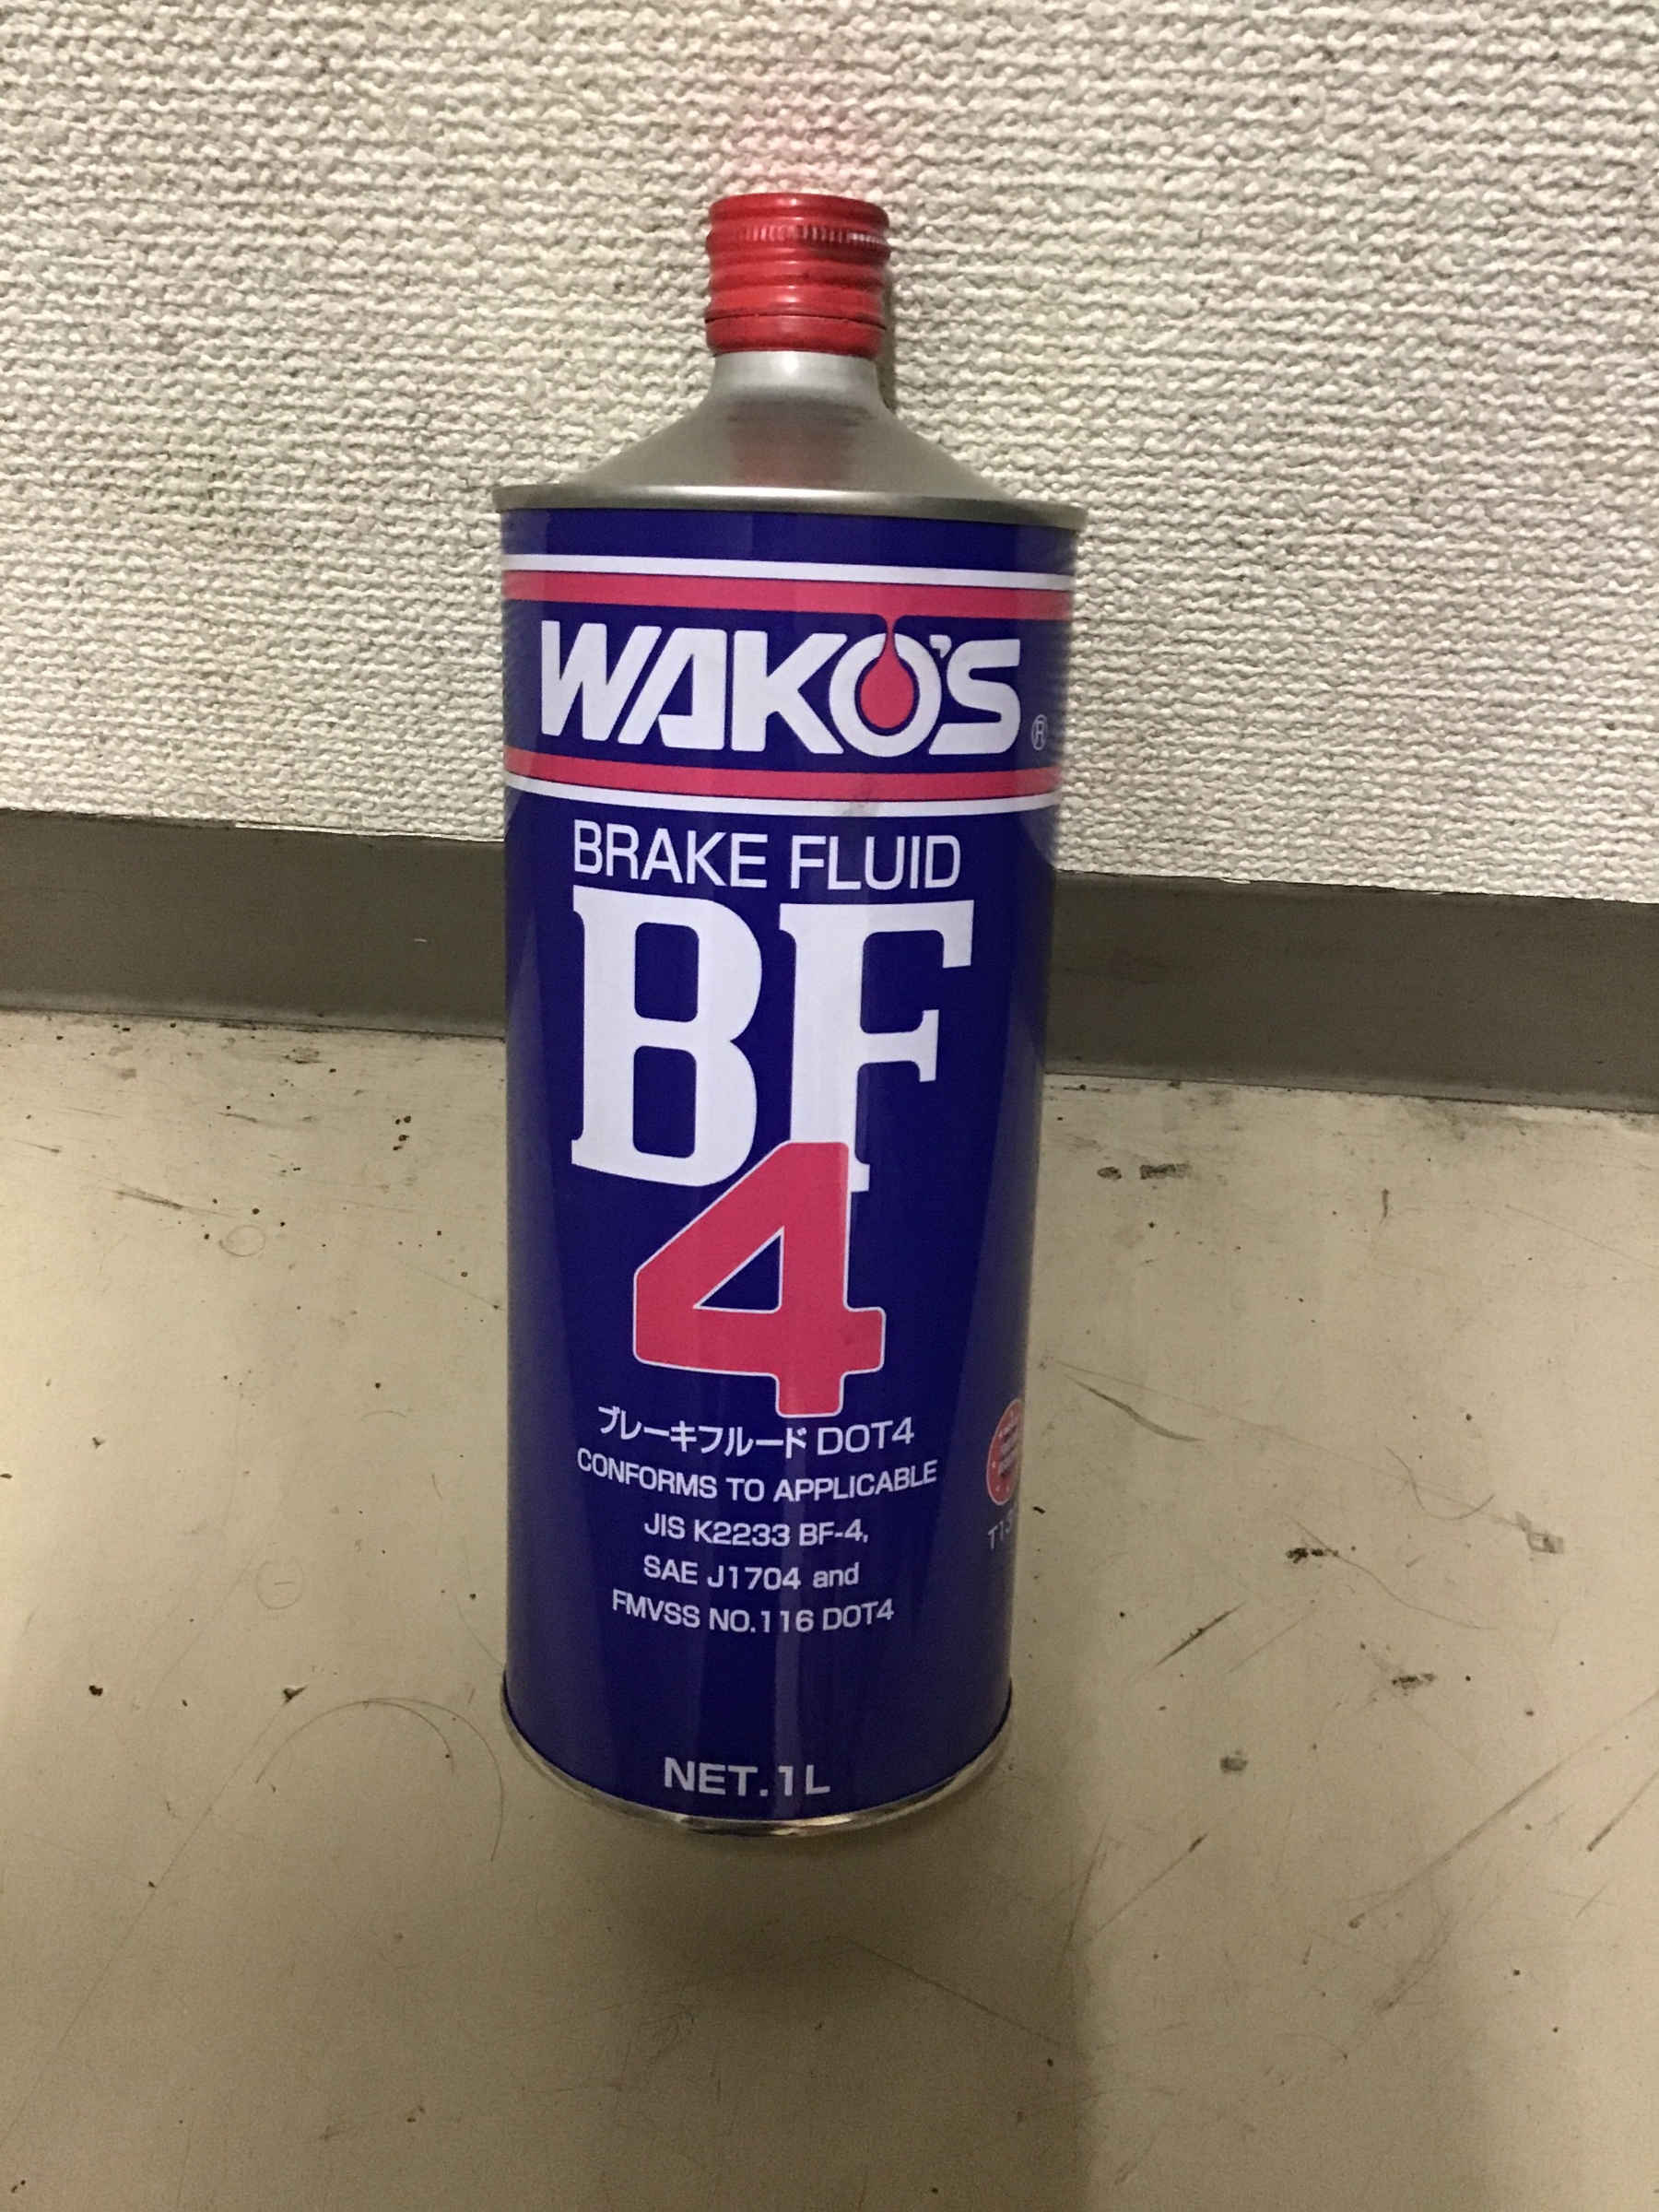 WAKO'S ®
BRAKE FLUID
BF
4
ブレーキフルード DOT4
CONFORMS TO APPLICABLE
JIS K2233 BF-4,
SAE J1704 and
FMVSS NO.116 DOT4
NET.1L